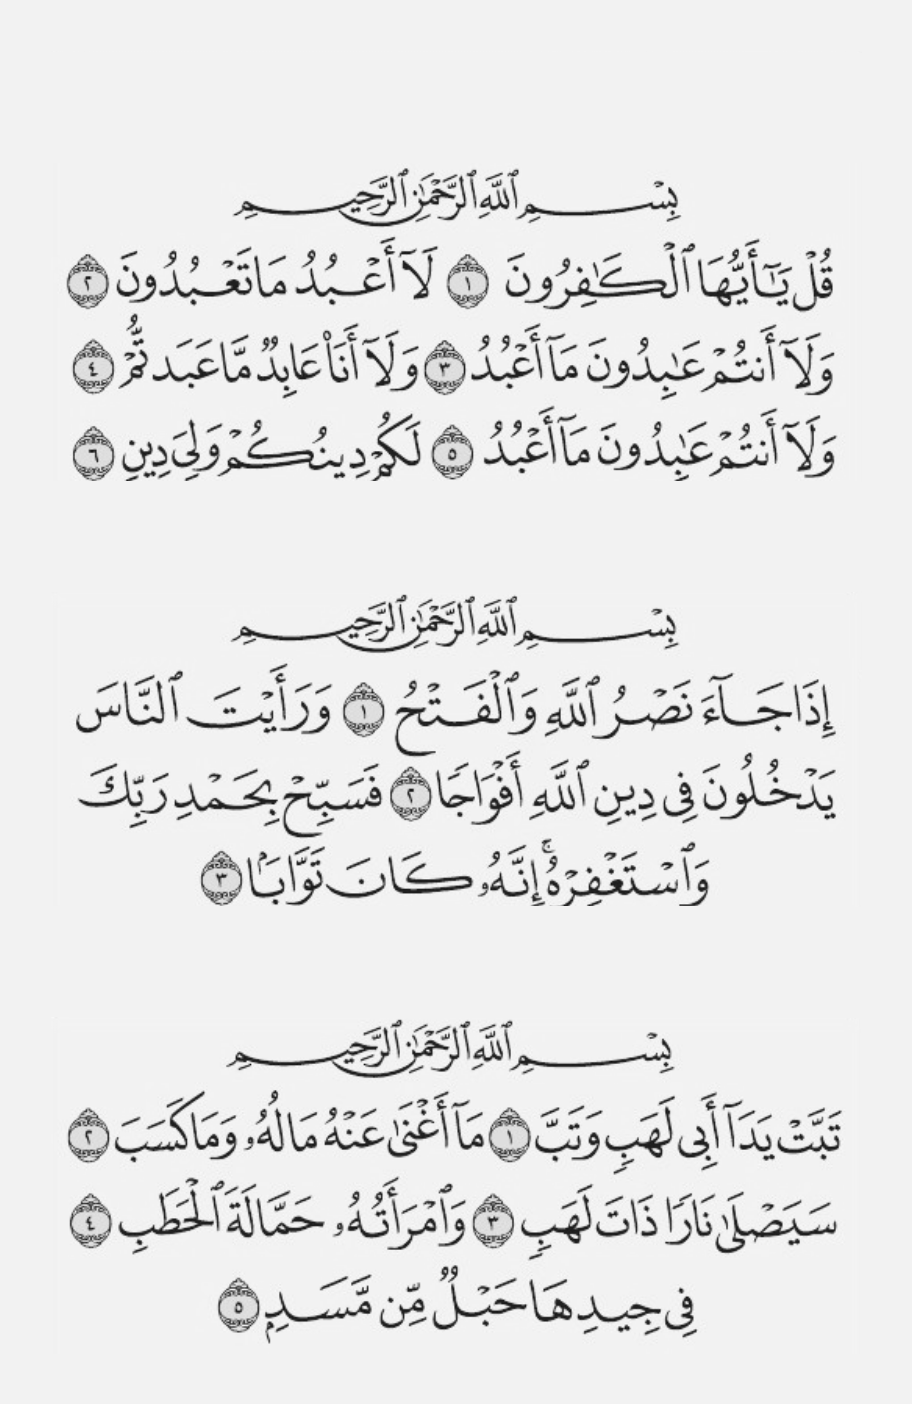 بِسْمِ ٱللَّهِ ٱلرَّحْمَٰنِ ٱلرَّحِيمِ
قُلْ يَٰٓأَيُّهَا ٱلْكَٰفِرُونَ ١ لَآ أَعْبُدُ مَا تَعْبُدُونَ ٢
وَلَآ أَنتُمْ عَٰبِدُونَ مَآ أَعْبُدُ ٣ وَلَآ أَنَا۠ عَابِدٌ مَّا عَبَدتُّمْ ٤
وَلَآ أَنتُمْ عَٰبِدُونَ مَآ أَعْبُدُ ٥ لَكُمْ دِينُكُمْ وَلِىَ دِينِ ٦
بِسْمِ ٱللَّهِ ٱلرَّحْمَٰنِ ٱلرَّحِيمِ
إِذَا جَآءَ نَصْرُ ٱللَّهِ وَٱلْفَتْحُ ١ وَرَأَيْتَ ٱلنَّاسَ
يَدْخُلُونَ فِى دِينِ ٱللَّهِ أَفْوَاجًا ٢ فَسَبِّحْ بِحَمْدِ رَبِّكَ
وَٱسْتَغْفِرْهُ ۚ إِنَّهُۥ كَانَ تَوَّابًۢا ٣
بِسْمِ ٱللَّهِ ٱلرَّحْمَٰنِ ٱلرَّحِيمِ
تَبَّتْ يَدَآ أَبِى لَهَبٍ وَتَبَّ ١ مَآ أَغْنَىٰ عَنْهُ مَالُهُۥ وَمَا كَسَبَ ٢
سَيَصْلَىٰ نَارًا ذَاتَ لَهَبٍ ٣ وَٱمْرَأَتُهُۥ حَمَّالَةَ ٱلْحَطَبِ ٤
فِى جِيدِهَا حَبْلٌ مِّن مَّسَدٍۭ ٥